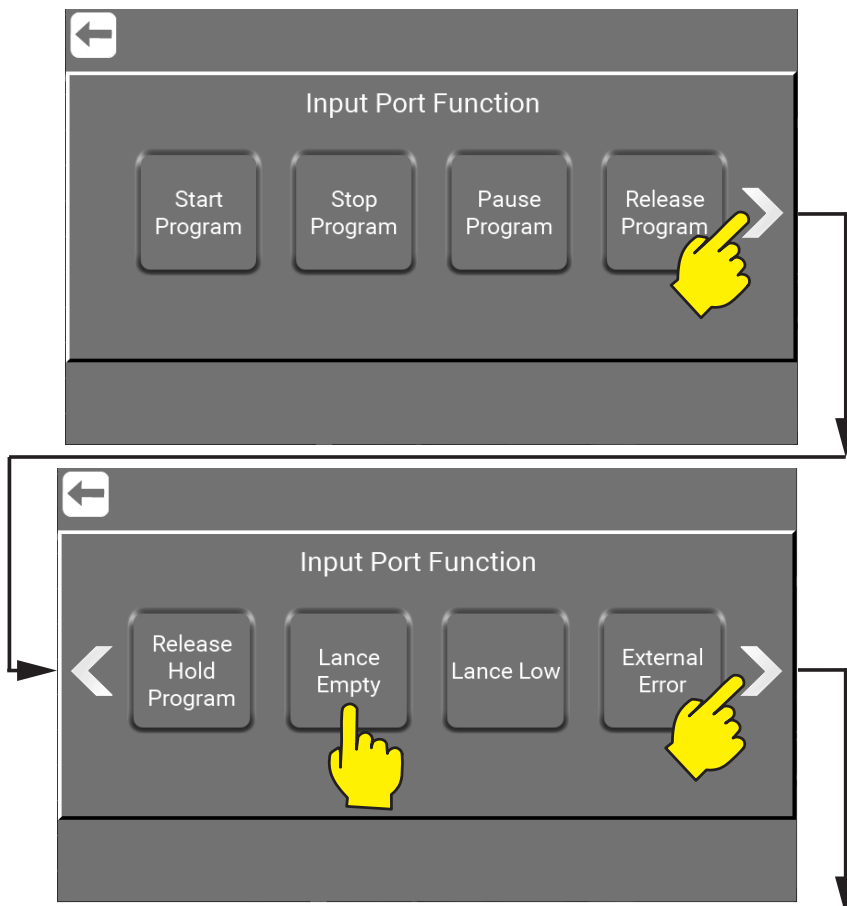 Input Port Function
Start
Program
Stop
Program
Pause
Program
Release
Program
Input Port Function
Release
Hold
Program
Lance
Empty
Lance Low
External
Error